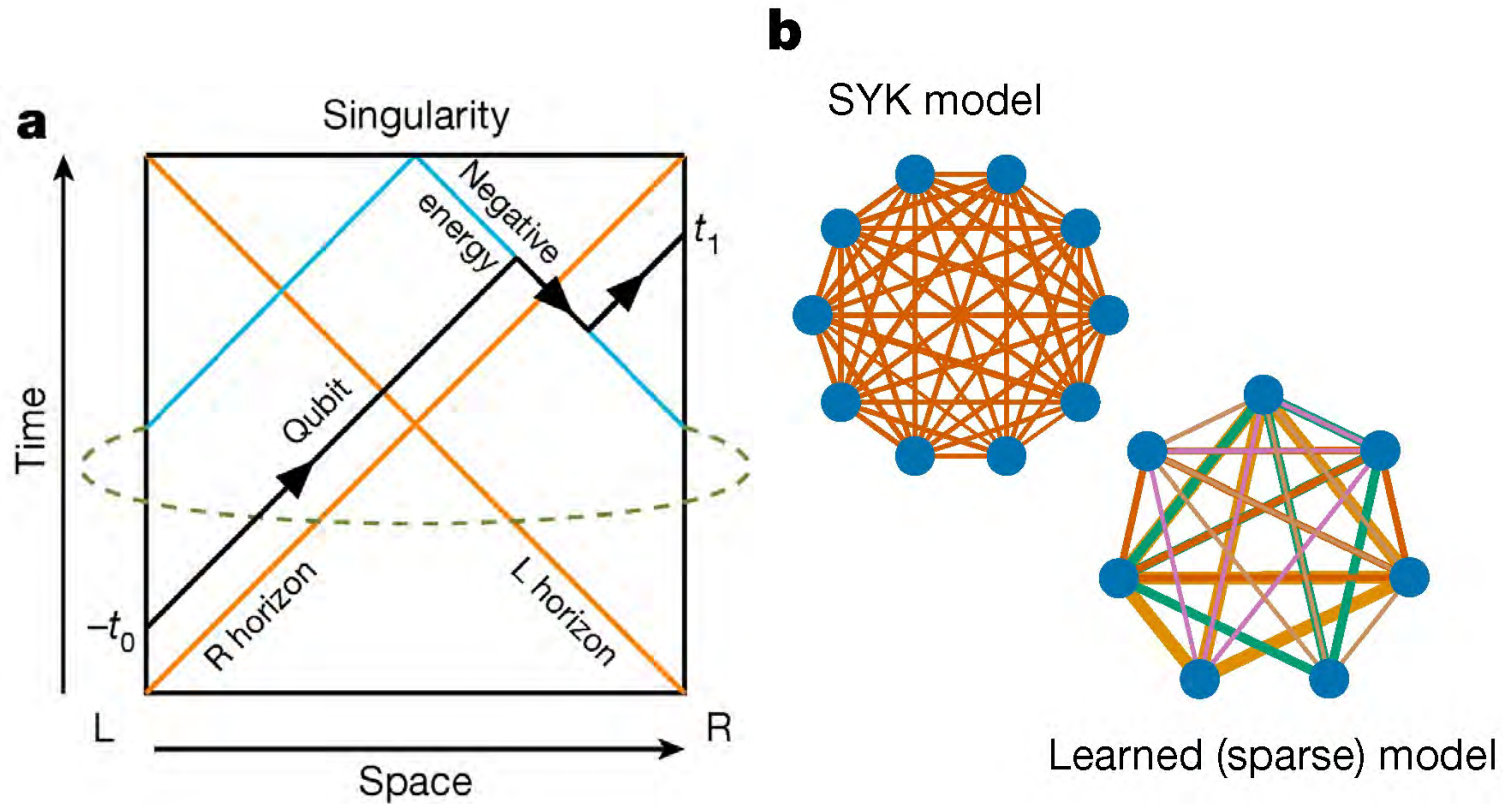 a
Singularity
Negative
energy
t1
Qubit
Time
–t0
R horizon
L horizon
L
R
Space
b
SYK model
Learned (sparse) model